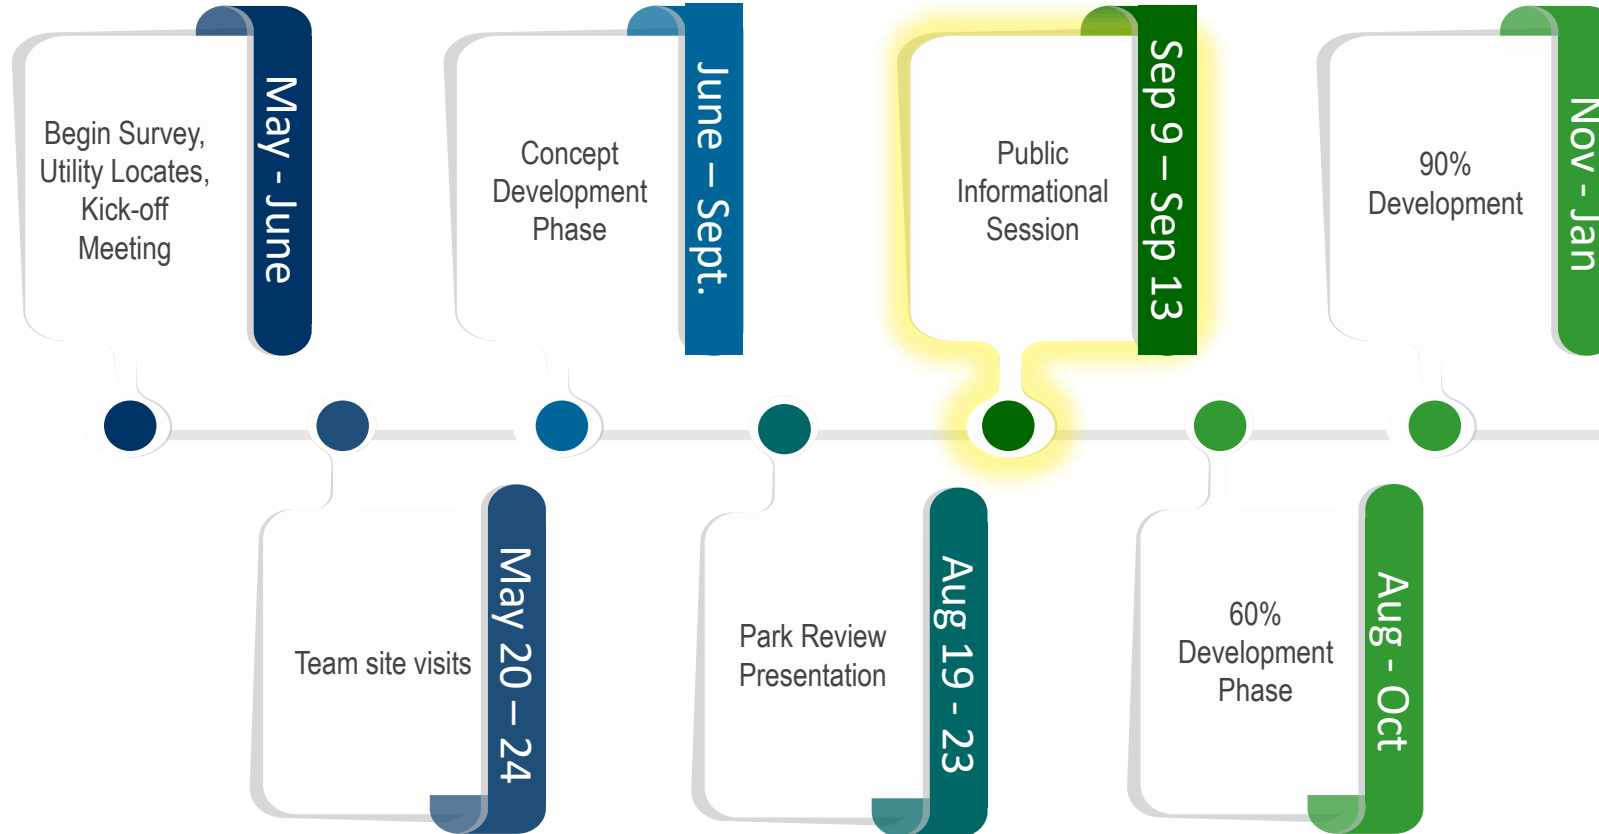 Begin Survey,
Utility Locates,
Kick-off
Meeting
May - June
Team site visits
May 20 – 24
Concept
Development
Phase
June – Sept.
Park Review
Presentation
Aug 19 - 23
Public
Informational
Session
Sep 9 – Sep 13
60%
Development
Phase
Aug - Oct
90%
Development
Nov - Jan